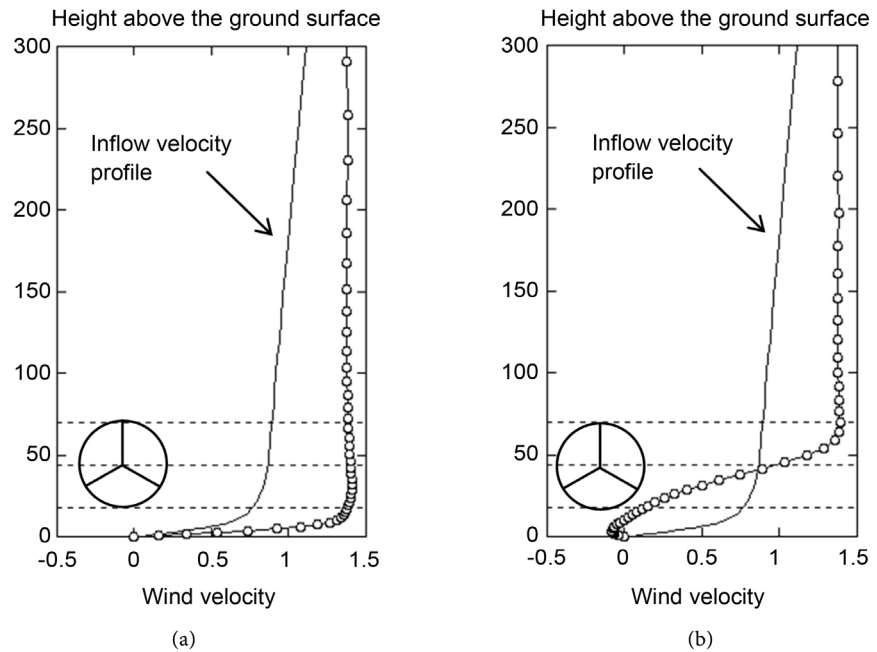 Height above the ground surface
300
250
200
150
100
50
0
-0.5
0
0.5
1
1.5
Inflow velocity
profile
Wind velocity
(a)
Height above the ground surface
300
250
200
150
100
50
0
-0.5
0
0.5
1
1.5
Inflow velocity
profile
Wind velocity
(b)